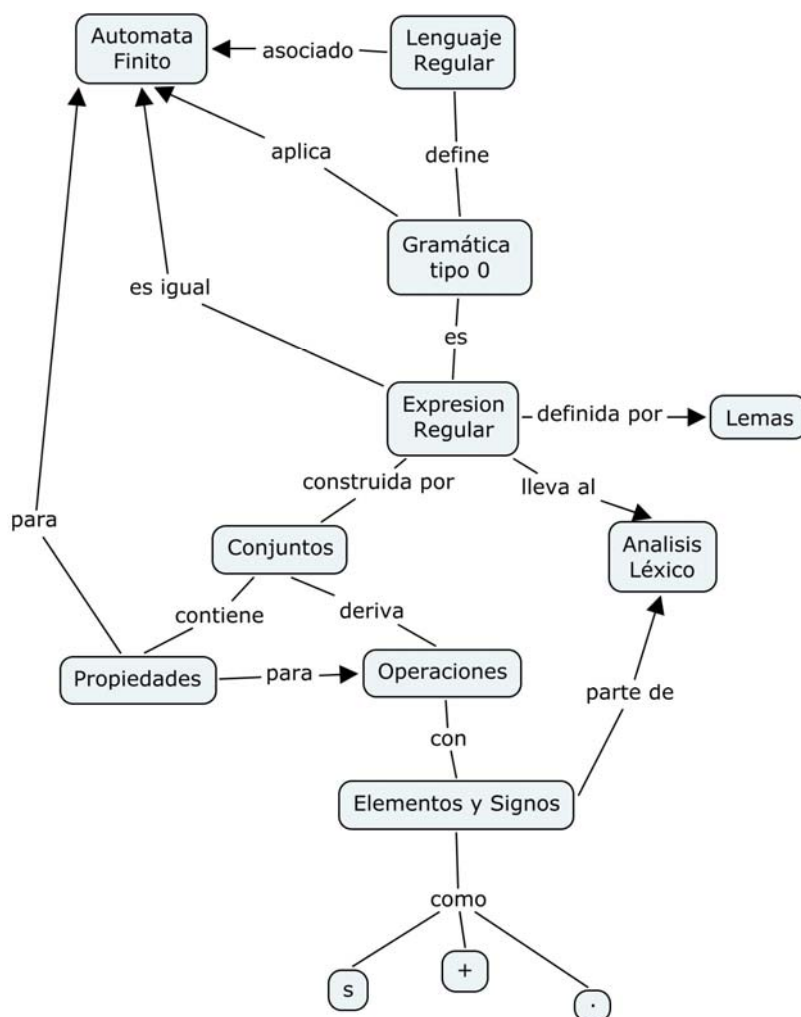 Automata
Finito
asociado
Lenguaje
Regular
aplica
define
Gramática
tipo 0
es igual
es
Expresion
Regular
definida por
Lemas
construida por
lleva al
para
Conjuntos
Analisis
Léxico
contiene
deriva
Propiedades
para
Operaciones
parte de
con
Elementos y Signos
como
s
+
.